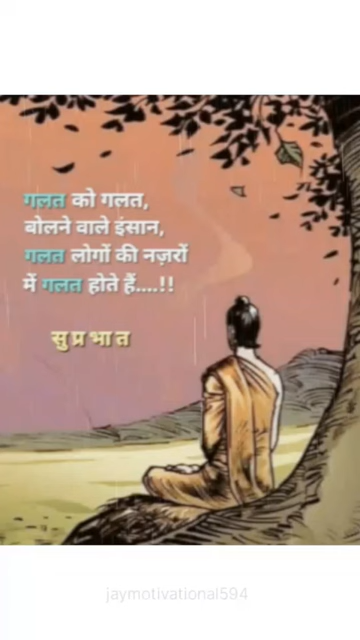 गलत को गलत,
बोलने वाले इंसान,
गलत लोगों की नज़रों
में गलत होते हैं....!!
सुप्रभात
jaymotivational594